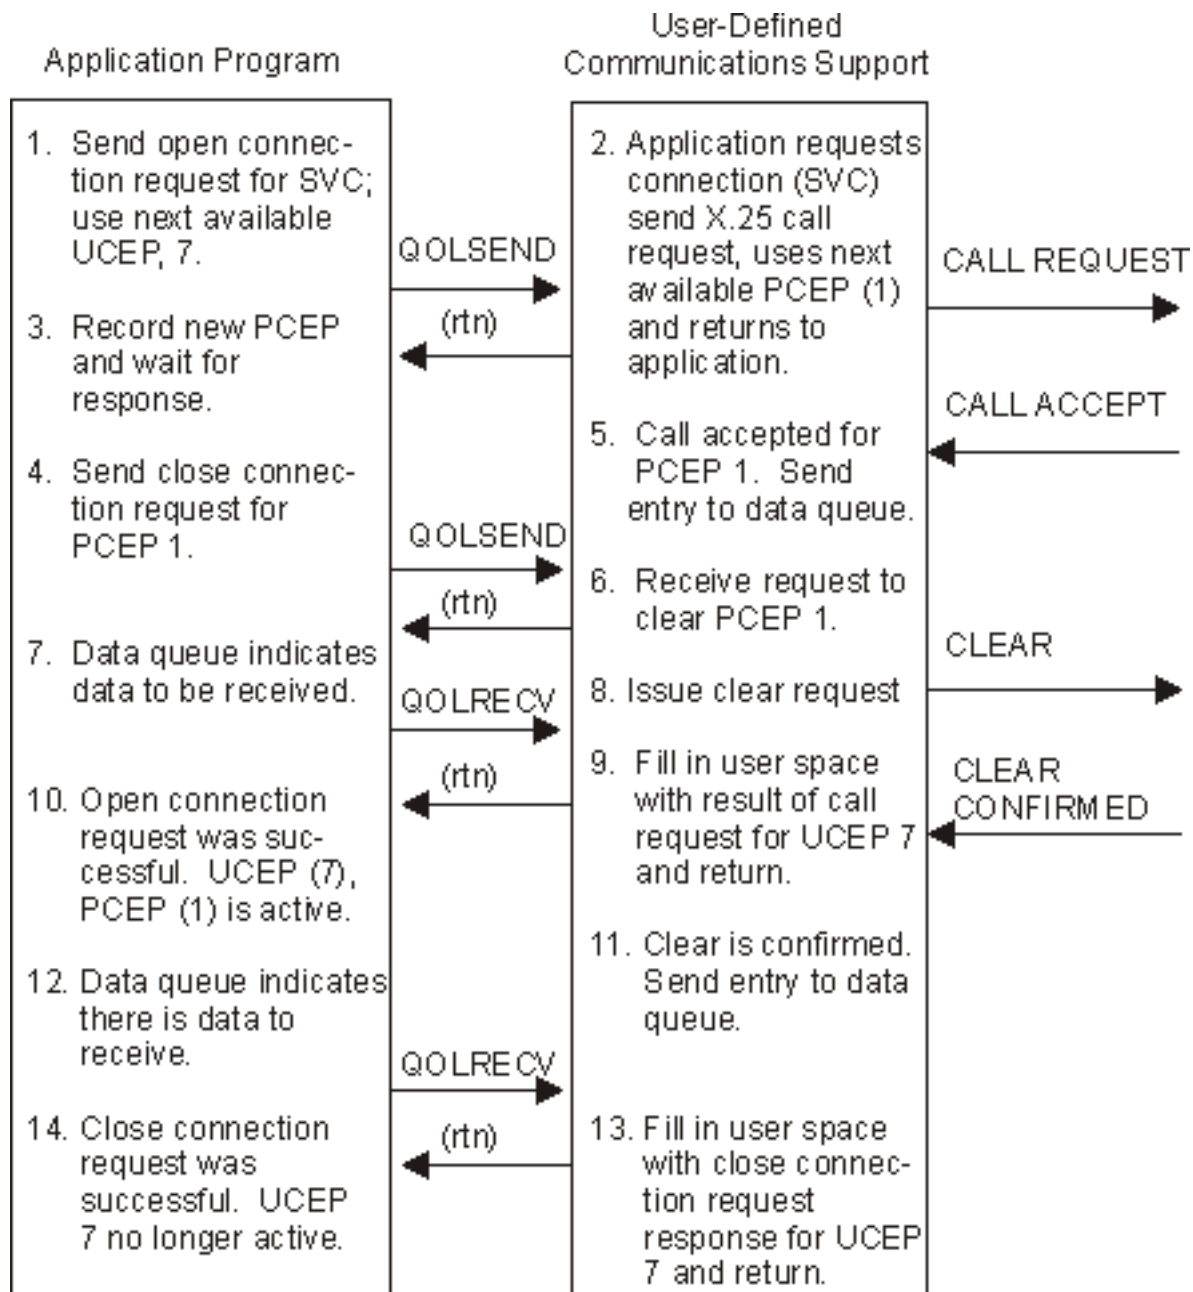 Application Program
User-Defined
Communications Support
1. Send open connec-
tion request for SVC;
use next available
UCEP, 7.
QOLSEND
2. Application requests
connection (SVC)
send X.25 call
request, uses next
available PCEP (1)
and returns to
application.
CALL REQUEST
3. Record new PCEP
and wait for
response.
(rtn)
CALL ACCEPT
4. Send close connec-
tion request for
PCEP 1.
5. Call accepted for
PCEP 1. Send
entry to data queue.
QOLSEND
6. Receive request to
clear PCEP 1.
(rtn)
7. Data queue indicates
data to be received.
CLEAR
QOLRECV
8. Issue clear request
9. Fill in user space
with result of call
request for UCEP 7
and return.
(rtn)
CLEAR
CONFIRMED
10. Open connection
request was suc-
cessful. UCEP (7),
PCEP (1) is active.
11. Clear is confirmed.
Send entry to data
queue.
12. Data queue indicates
there is data to
receive.
QOLRECV
13. Fill in user space
with close connec-
tion request
response for UCEP
7 and return.
(rtn)
14. Close connection
request was
successful. UCEP
7 no longer active.